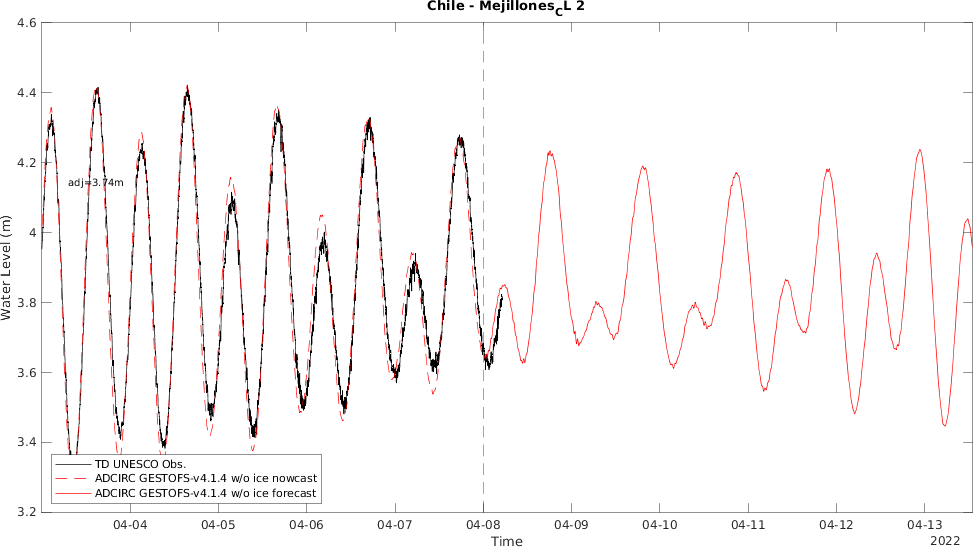 Chile - Mejillones_CL 2
4.6
4.4
4.2
4
3.8
3.6
3.4
3.2
Water Level (m)
adj=3.74m
TD UNESCO Obs.
ADCIRC GESTOFS-v4.1.4 w/o ice nowcast
ADCIRC GESTOFS-v4.1.4 w/o ice forecast
04-04 04-05 04-06 04-07 04-08 04-09 04-10 04-11 04-12 04-13
Time
2022